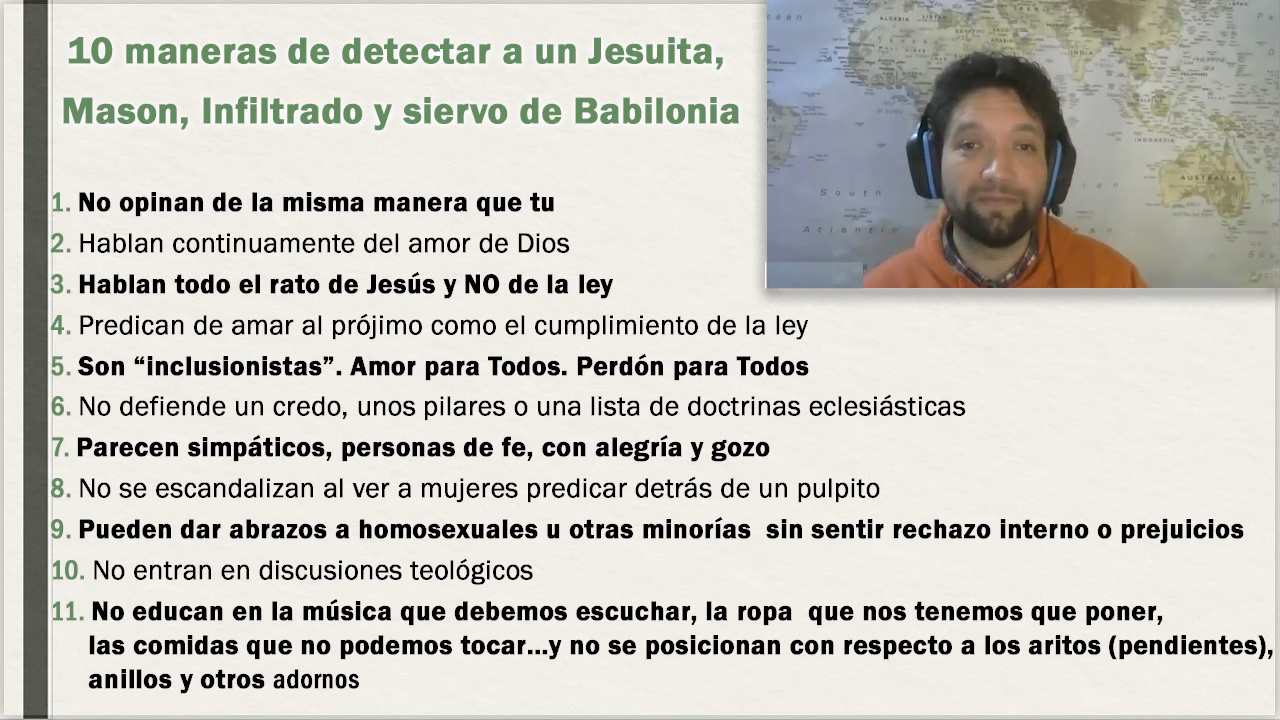 10 maneras de detectar a un Jesuita,
Mason, Infiltrado y siervo de Babilonia
1. No opinan de la misma manera que tu
2. Hablan continuamente del amor de Dios
3. Hablan todo el rato de Jesús y NO de la ley
4. Predican de amar al prójimo como el cumplimiento de la ley
5. Son “inclusionistas”. Amor para Todos. Perdón para Todos
6. No defiende un credo, unos pilares o una lista de doctrinas eclesiásticas
7. Parecen simpáticos, personas de fe, con alegría y gozo
8. No se escandalizan al ver a mujeres predicar detrás de un pulpito
9. Pueden dar abrazos a homosexuales u otras minorías sin sentir rechazo interno o prejuicios
10. No entran en discusiones teológicos
11. No educan en la música que debemos escuchar, la ropa que nos tenemos que poner,
las comidas que no podemos tocar...y no se posicionan con respecto a los aritos (pendientes),
anillos y otros adornos
ALGERIA
INDIA
PHILIPPINE
INDONESIA
AUSTRALIA
South
Atlantic